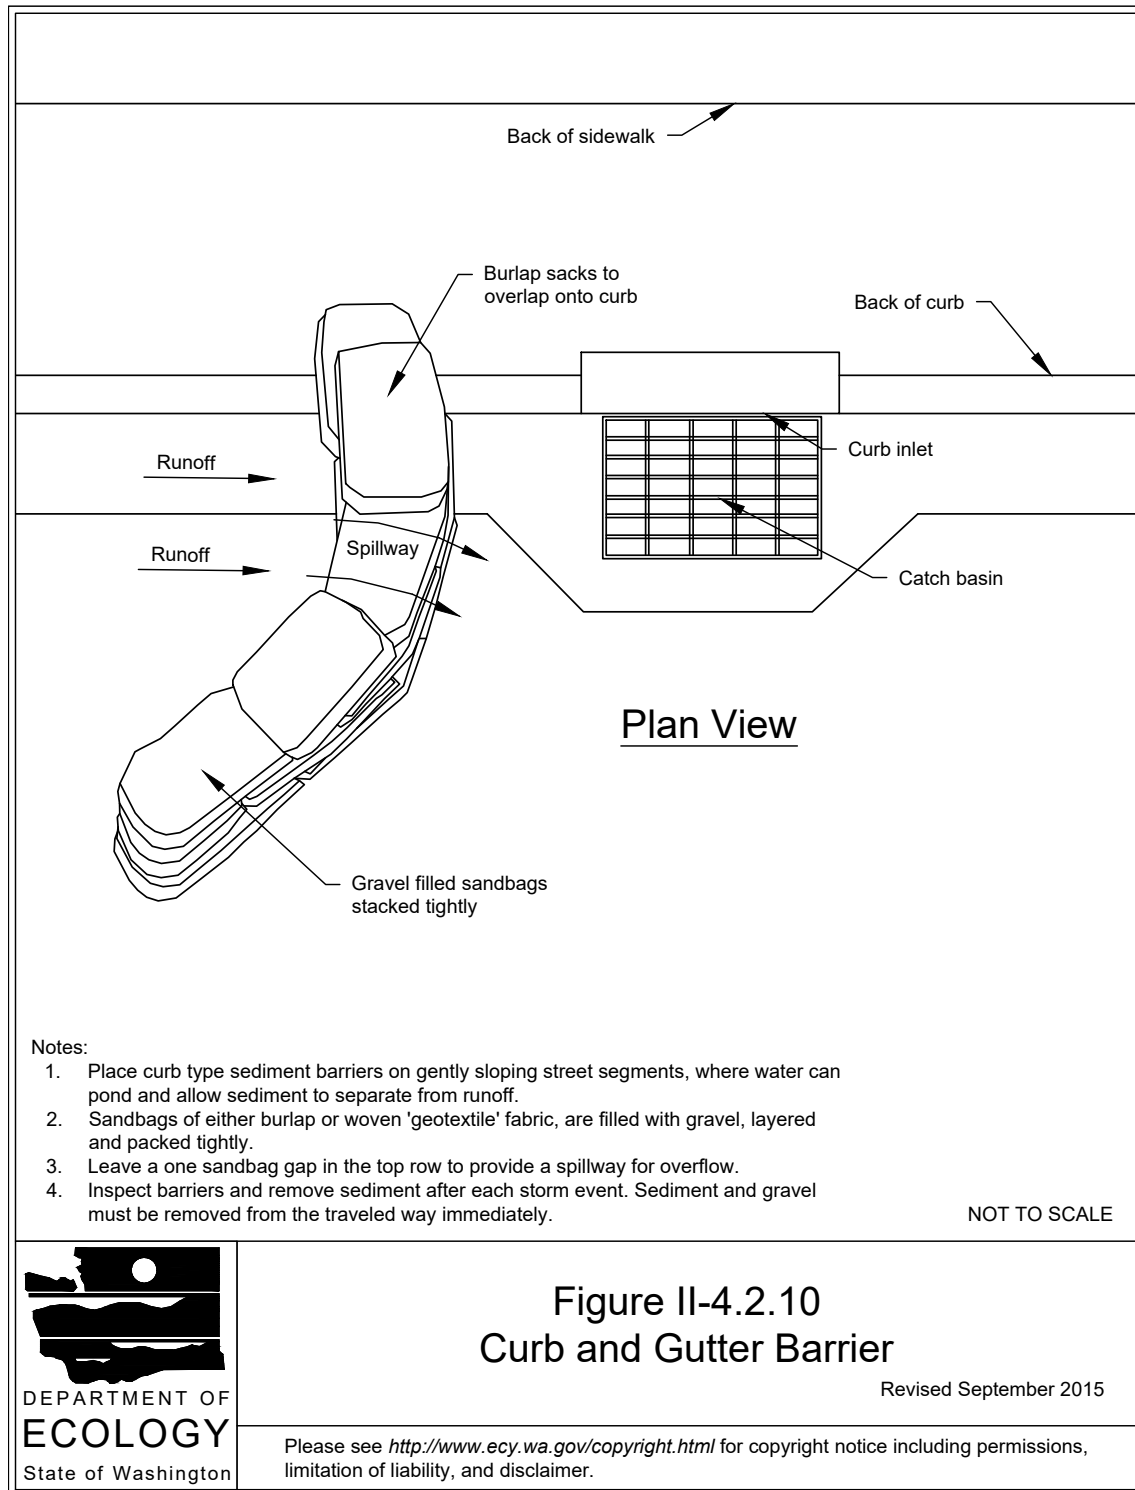 Back of sidewalk
Burlap sacks to
overlap onto curb
Back of curb
Runoff
Curb inlet
Runoff
Spillway
Catch basin
Plan View
Gravel filled sandbags
stacked tightly
Notes:
1. Place curb type sediment barriers on gently sloping street segments, where water can
pond and allow sediment to separate from runoff.
2. Sandbags of either burlap or woven 'geotextile' fabric, are filled with gravel, layered
and packed tightly.
3. Leave a one sandbag gap in the top row to provide a spillway for overflow.
4. Inspect barriers and remove sediment after each storm event. Sediment and gravel
must be removed from the traveled way immediately.
NOT TO SCALE
DEPARTMENT OF
ECOLOGY
State of Washington
Figure II-4.2.10
Curb and Gutter Barrier
Revised September 2015
Please see http://www.ecy.wa.gov/copyright.html for copyright notice including permissions,
limitation of liability, and disclaimer.